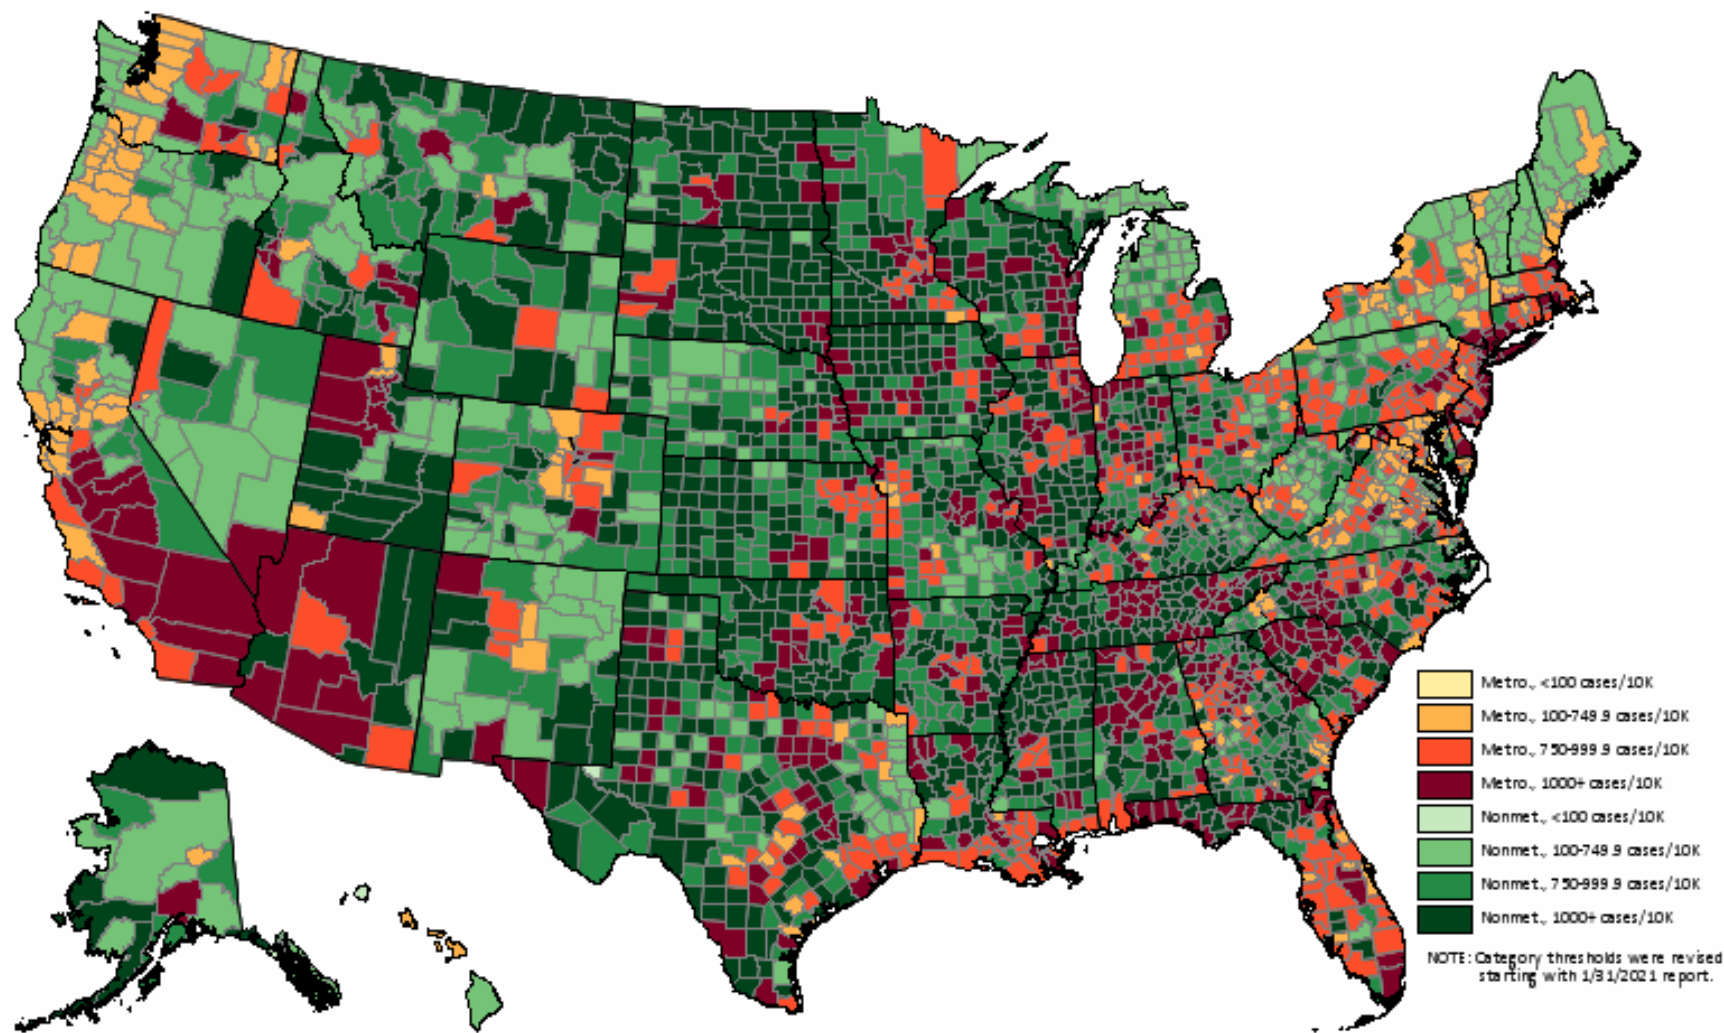 Metro., <100 cases/10K
Metro., 100-749.9 cases/10K
Metro., 750-999.9 cases/10K
Metro., 1000+ cases/10K
Nonmet., <100 cases/10K
Nonmet., 100-749.9 cases/10K
Nonmet., 750-999.9 cases/10K
Nonmet., 1000+ cases/10K
NOTE: Category thresholds were revised
starting with 1/31/2021 report.